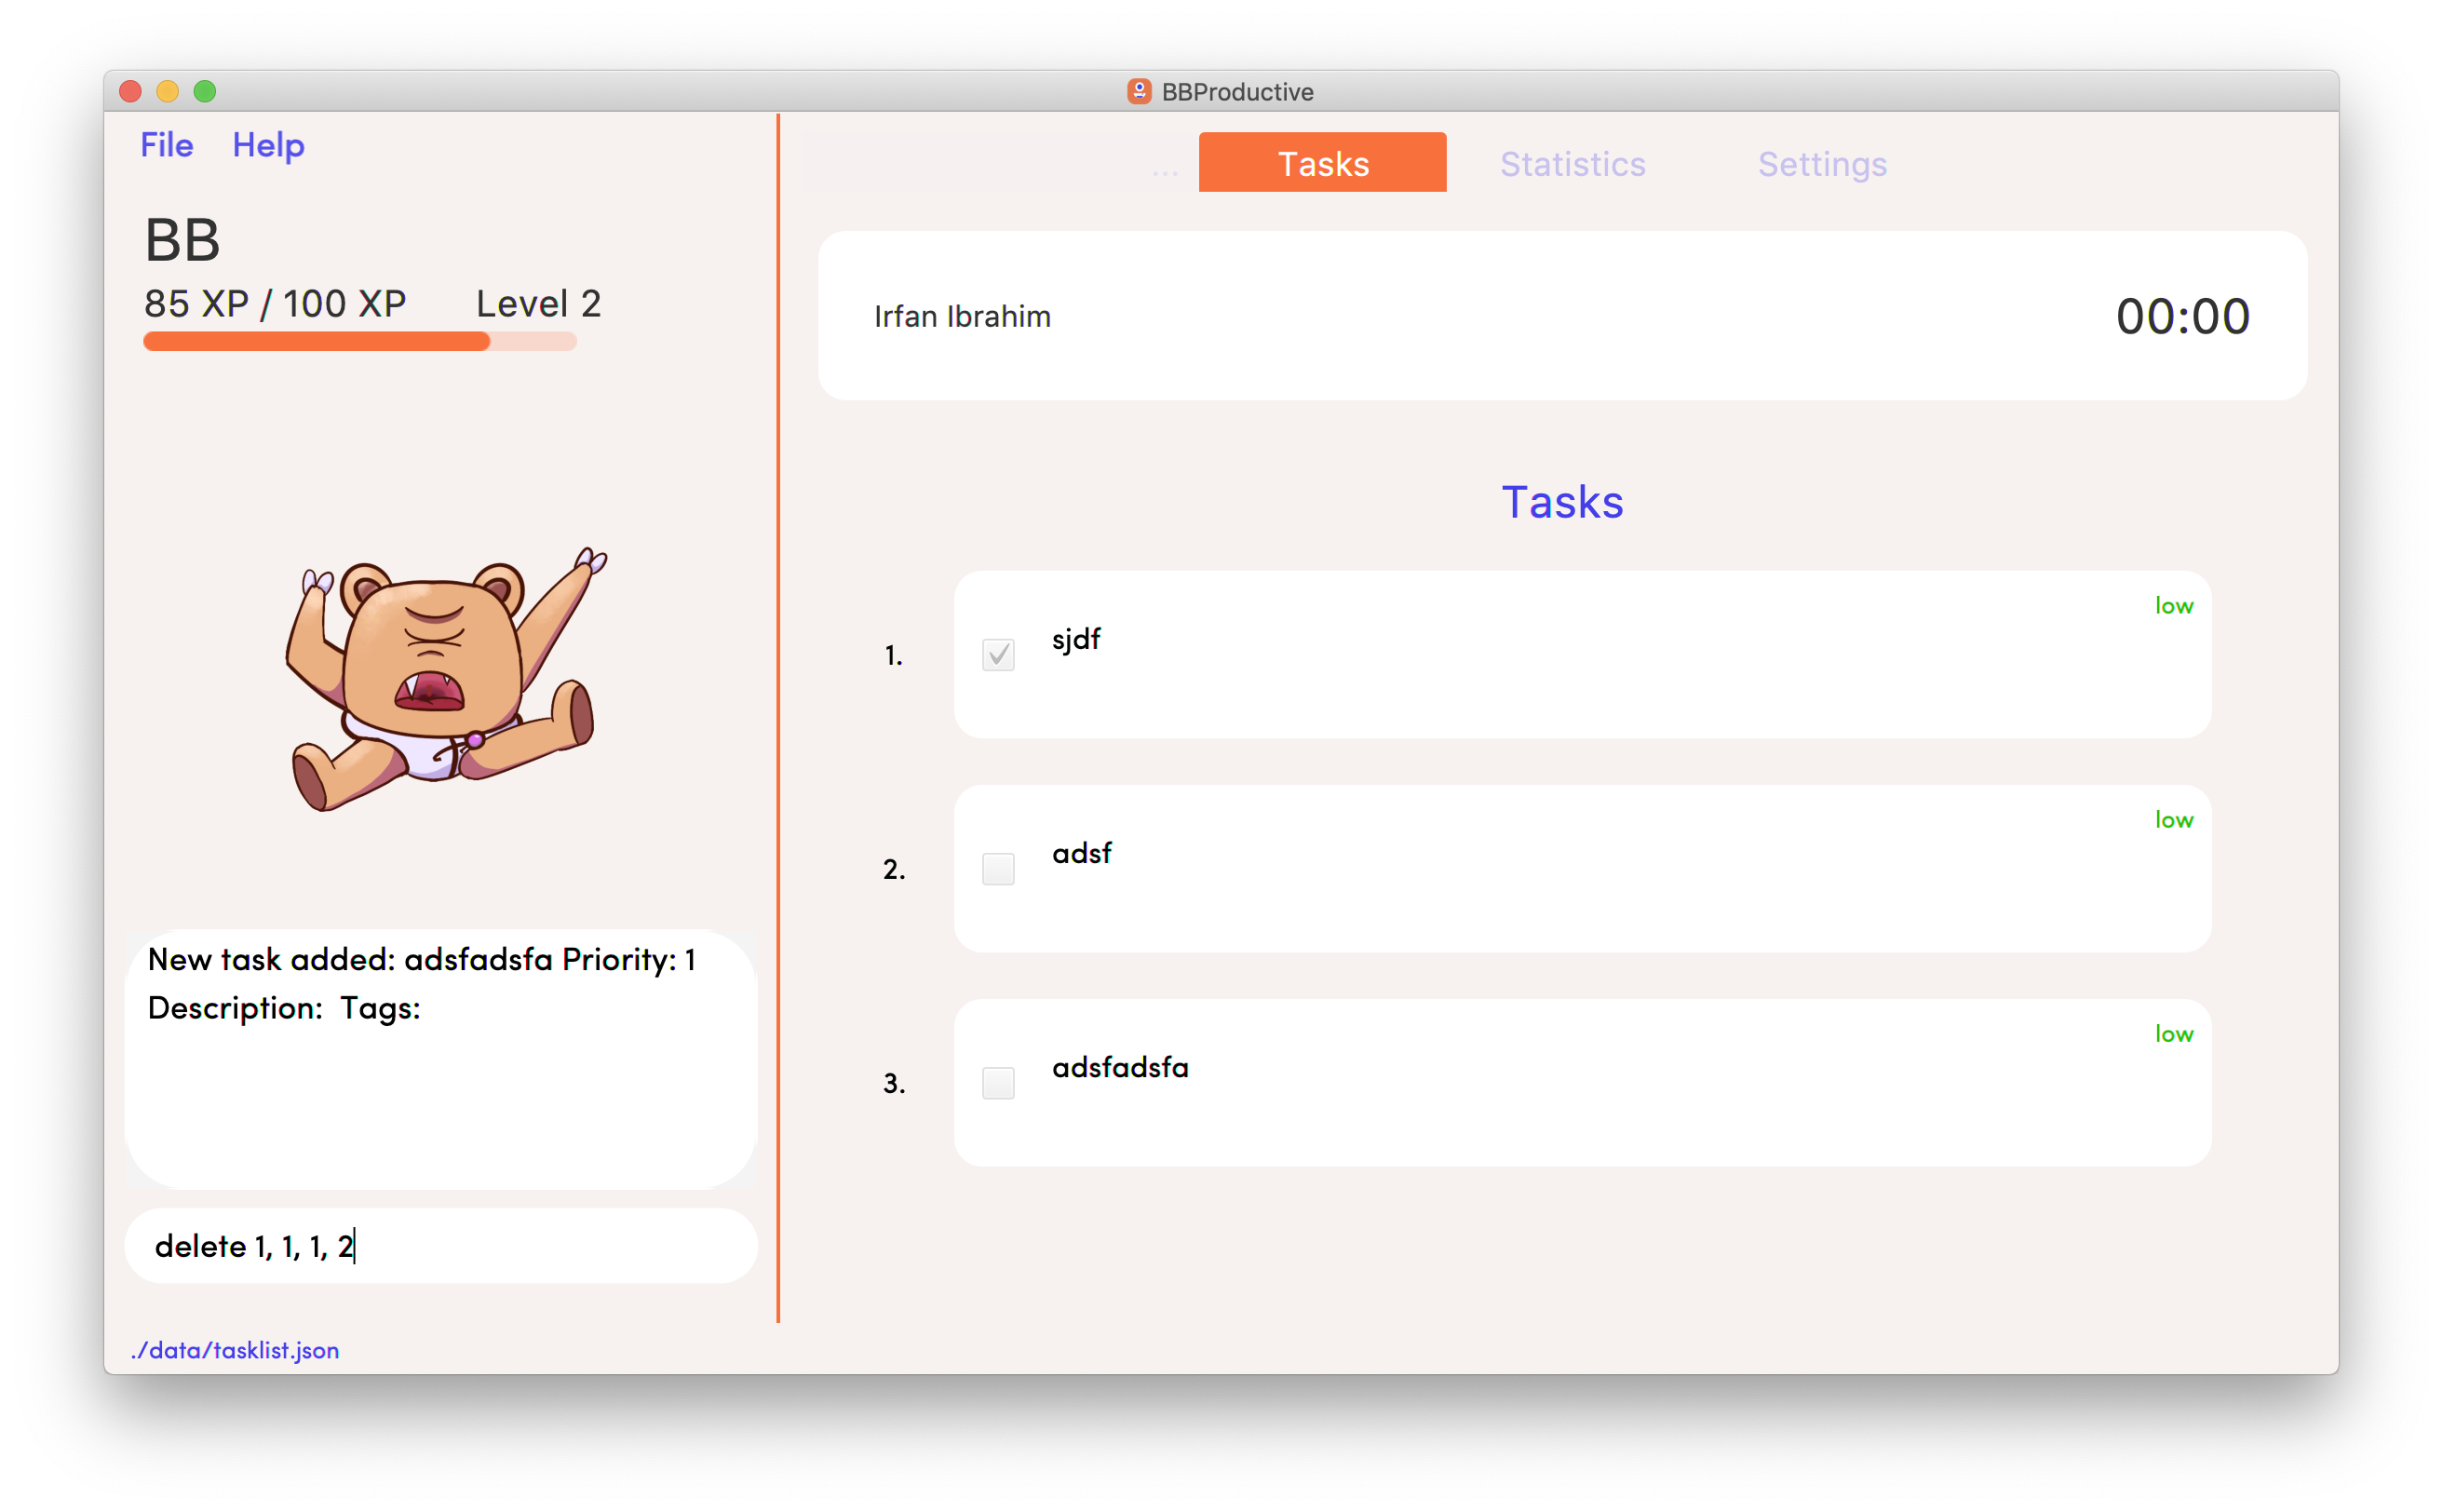 BBProductive
File Help
BB
85 XP / 100 XP Level 2
New task added: adsfadsfa Priority: 1
Description: Tags:
delete 1, 1, 1, 2
./data/tasklist.json
... Tasks Statistics Settings
Irfan Ibrahim 00:00
Tasks
1. sjdf low
2. adsf low
3. adsfadsfa low